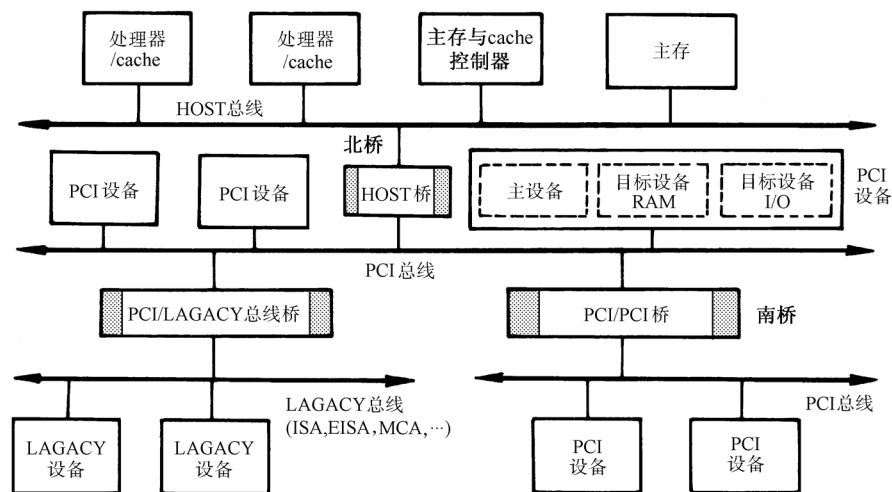 处理器
/cache
处理器
/cache
主存与cache
控制器
主存
HOST总线
北桥
PCI设备
PCI设备
HOST桥
主设备
目标设备
RAM
目标设备
I/O
PCI
设备
PCI总线
PCI/LAGACY总线桥
PCI/PCI桥
南桥
LAGACY总线
(ISA,EISA,MCA,…)
PCI总线
LAGACY
设备
LAGACY
设备
PCI
设备
PCI
设备